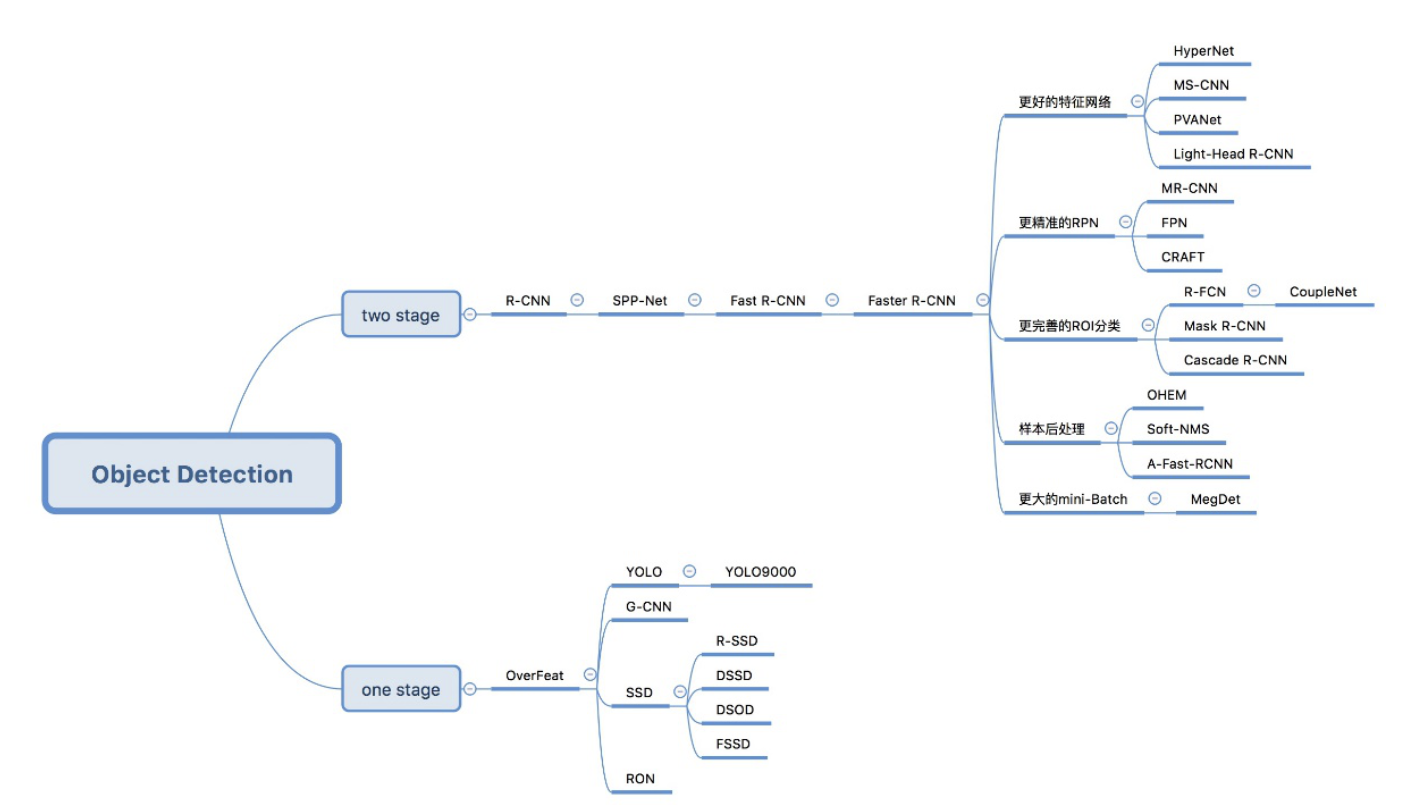 Object Detection
two stage
R-CNN
SPP-Net
Fast R-CNN
Faster R-CNN
更好的特征网络
HyperNet
MS-CNN
PVANet
Light-Head R-CNN
更精准的RPN
MR-CNN
FPN
CRAFT
更完善的ROI分类
R-FCN
CoupleNet
Mask R-CNN
Cascade R-CNN
样本后处理
OHEM
Soft-NMS
A-Fast-RCNN
更大的mini-Batch
MegDet
one stage
OverFeat
YOLO
YOLO9000
G-CNN
SSD
R-SSD
DSSD
DSOD
FSSD
RON